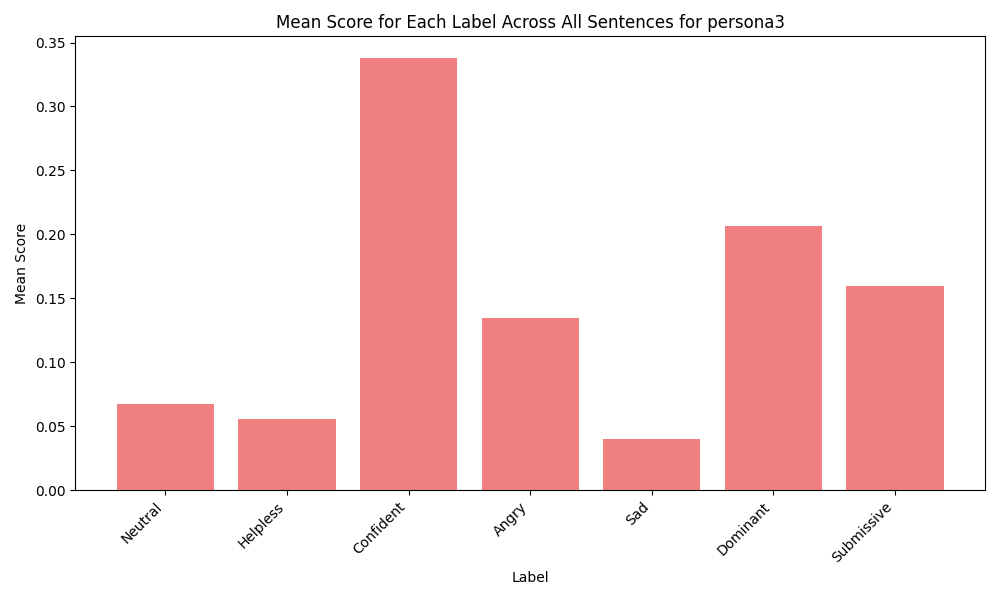 Mean Score for Each Label Across All Sentences for persona3
Mean Score
0.35
0.30
0.25
0.20
0.15
0.10
0.05
0.00
Neutral
Helpless
Confident
Angry
Sad
Dominant
Submissive
Label